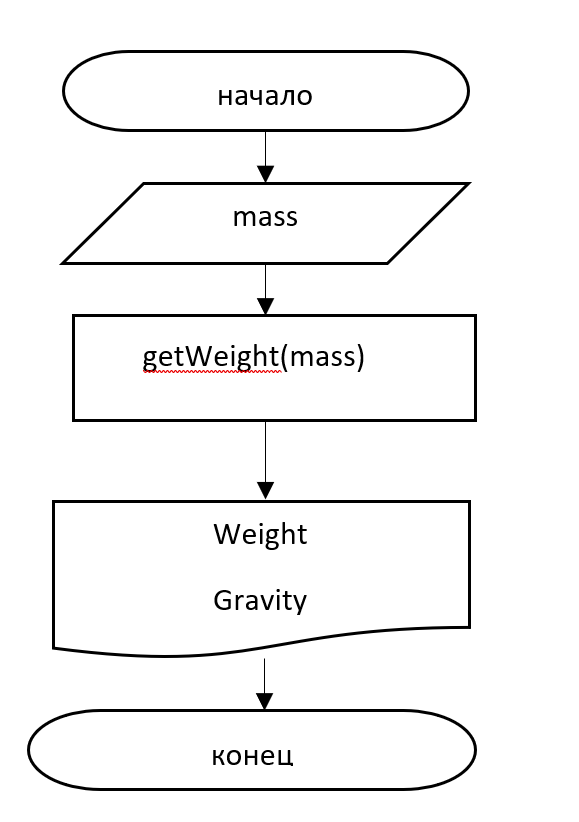 начало
mass
getWeight(mass)
Weight
Gravity
конец